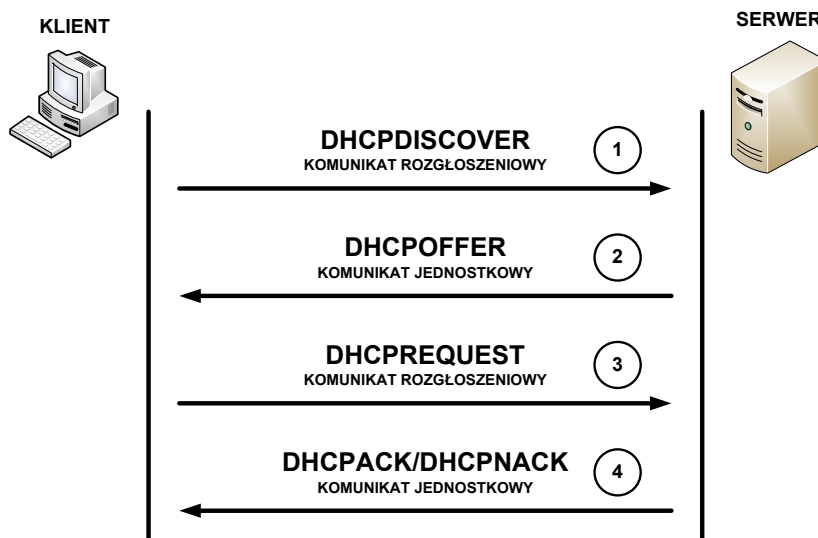 KLIENT
SERWER
DHCPDISCOVER
KOMUNIKAT ROZGŁOSZENIOWY
1
DHCPOFFER
KOMUNIKAT JEDNOSTKOWY
2
DHCPREQUEST
KOMUNIKAT ROZGŁOSZENIOWY
3
DHCPACK/DHCPNACK
KOMUNIKAT JEDNOSTKOWY
4